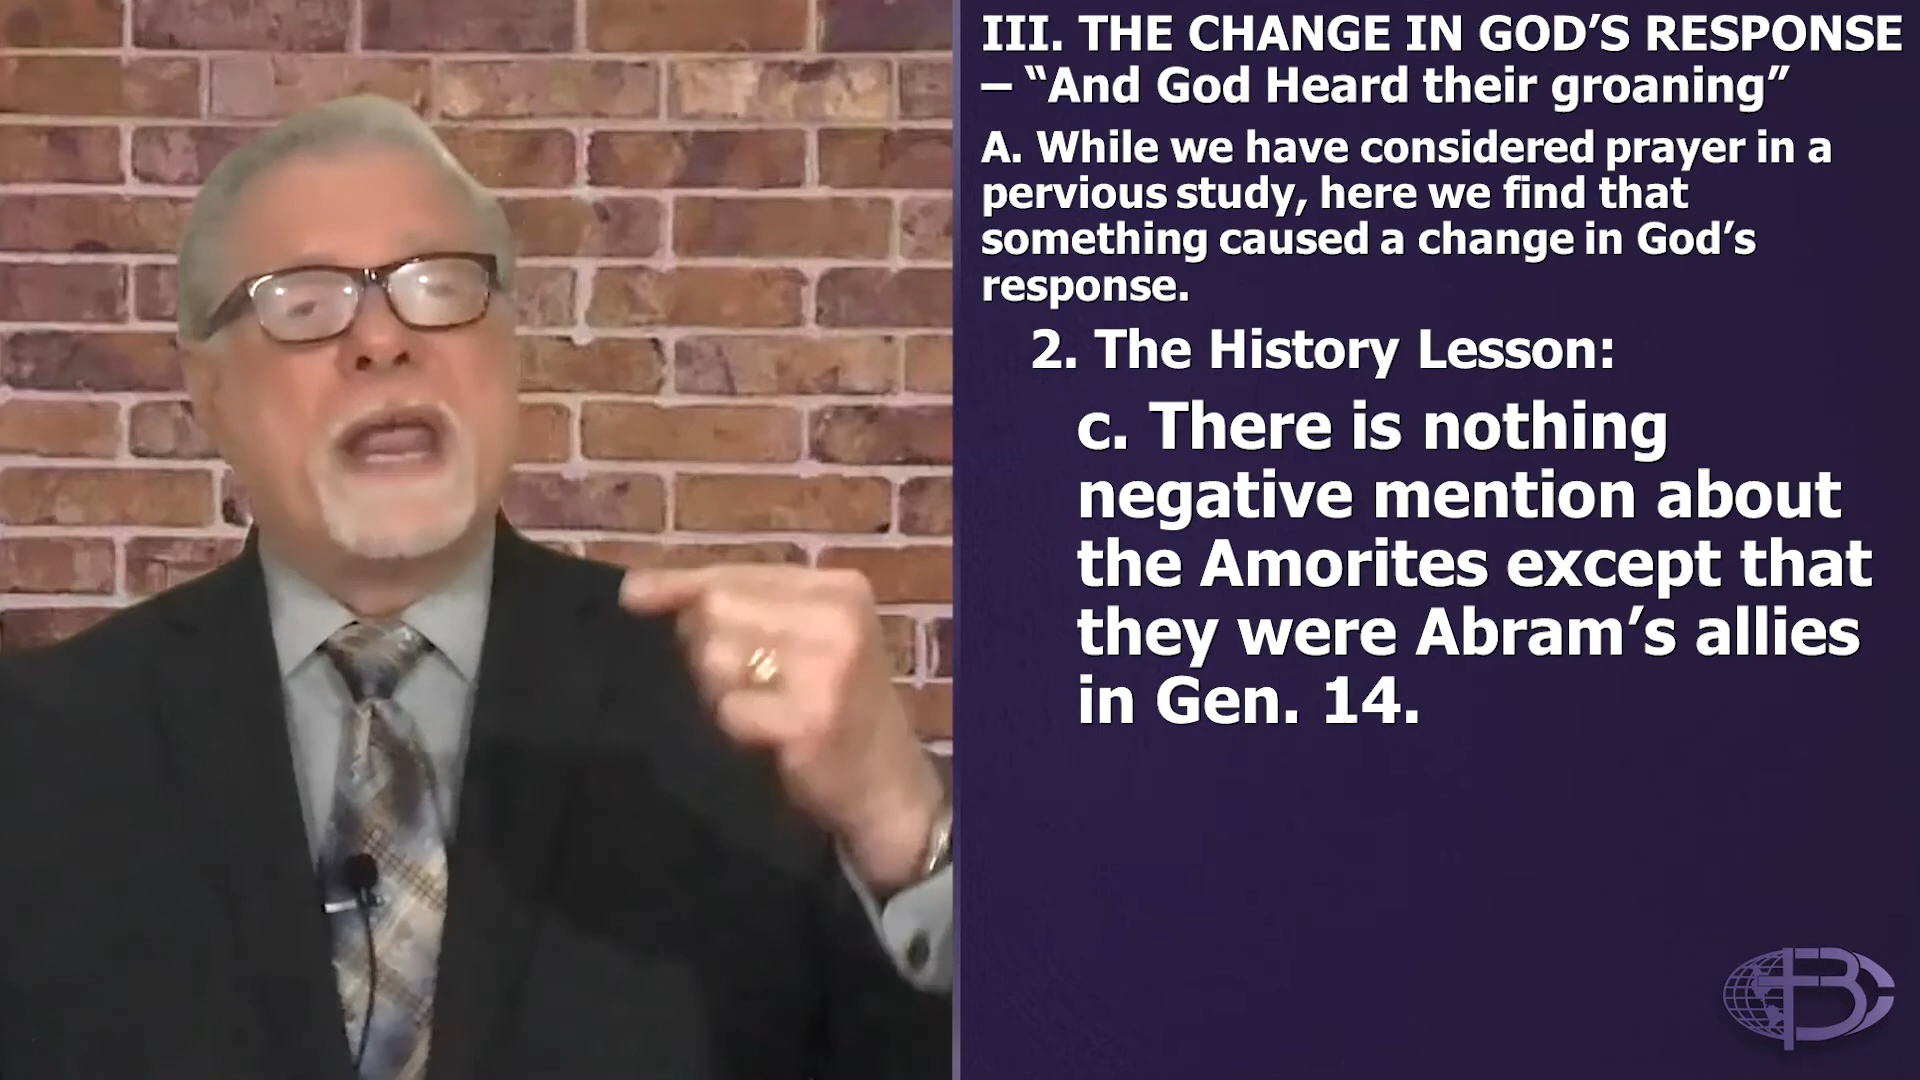 III. THE CHANGE IN GOD’S RESPONSE
– “And God Heard their groaning”
A. While we have considered prayer in a
pervious study, here we find that
something caused a change in God’s
response.
2. The History Lesson:
c. There is nothing
negative mention about
the Amorites except that
they were Abram’s allies
in Gen. 14.
FBC